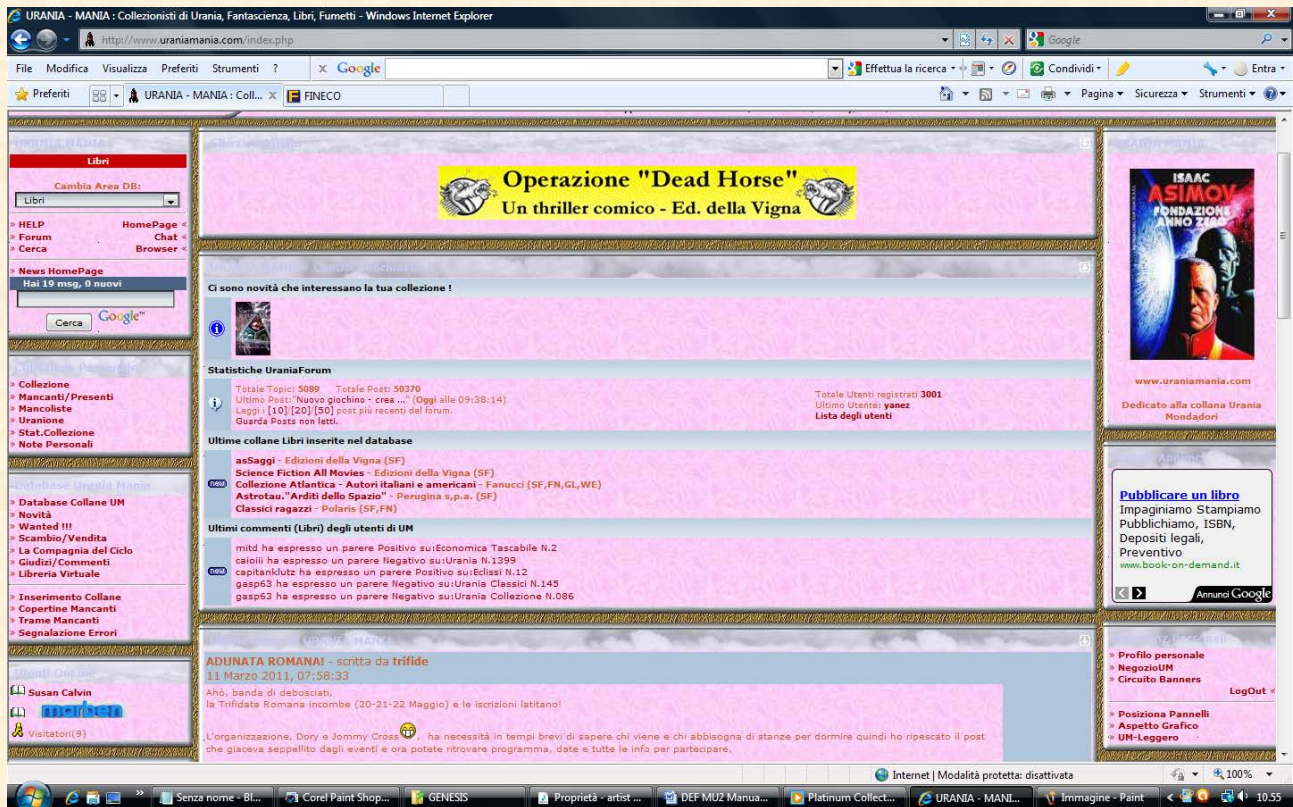 URANIA - MANIA : Collezionisti di Urania, Fantascienza, Libri, Fumetti - Windows Internet Explorer
http://www.uraniamania.com/index.php
Google
File Modifica Visualizza Preferiti Strumenti ?
x Google
Effettua la ricerca
Condividi
Entra
Preferiti
URANIA - MANIA : Coll... x
FINECO
Pagina Sicurezza Strumenti
Libri
Cambia Area DB:
Libri
» HELP HomePage «
» Forum Chat «
» Cerca Browser «
» News HomePage
Hai 19 msg, 0 nuovi
Cerca Google™
» Collezione
» Mancanti/Presenti
» Mancoliste
» Uranione
» Stat.Collezione
» Note Personali
Database Urania Mania
» Database Collane UM
» Novità
» Wanted !!!
» Scambio/Vendita
» La Compagnia del Ciclo
» Giudizi/Commenti
» Libreria Virtuale
» Inserimento Collane
» Copertine Mancanti
» Trame Mancanti
» Segnalazione Errori
Utenti OnLine
Susan Calvin
marben
Visitatori(9)
Operazione "Dead Horse"
Un thriller comico - Ed. della Vigna
Ci sono novità che interessano la tua collezione !
Statistiche UraniaForum
Totale Topic: 5089 Totale Post: 50370
Ultimo Post:"Nuovo giochino - crea ..." (Oggi alle 09:38:14)
Leggi i [10]/[20]/[50] post più recenti del forum.
Guarda Posts non letti.
Totale Utenti registrati 3001
Ultimo Utente: yanez
Lista degli utenti
Ultime collane Libri inserite nel database
new
asSaggi - Edizioni della Vigna (SF)
Science Fiction All Movies - Edizioni della Vigna (SF)
Collezione Atlantica - Autori italiani e americani - Fanucci (SF,FN,GL,WE)
Astrotau."Arditi dello Spazio" - Perugina s.p.a. (SF)
Classici ragazzi - Polaris (SF,FN)
Ultimi commenti (Libri) degli utenti di UM
new
mitd ha espresso un parere Positivo su:Economica Tascabile N.2
caioiii ha espresso un parere Negativo su:Urania N.1399
capitanklutz ha espresso un parere Positivo su:Eclissi N.12
gasp63 ha espresso un parere Negativo su:Urania Classici N.145
gasp63 ha espresso un parere Negativo su:Urania Collezione N.086
ADUNATA ROMANA! - scritta da trifide
11 Marzo 2011, 07:58:33
Ahò, banda di debosciati,
la Trifidata Romana incombe (20-21-22 Maggio) e le iscrizioni latitano!
L'organizzazione, Dory e Jommy Cross , ha necessità in tempi brevi di sapere chi viene e chi abbisogna di stanze per dormire quindi ho ripescato il post
che giaceva seppellito dagli eventi e ora potete ritrovare programma, date e tutte le info per partecipare.
ISAAC
ASIMOV
FONDAZIONE
ANNO ZERO
www.uraniamania.com
Dedicato alla collana Urania
Mondadori
Pubblicare un libro
Impaginiamo Stampiamo
Pubblichiamo, ISBN,
Depositi legali,
Preventivo
www.book-on-demand.it
Annunci Google
» Profilo personale
» NegozioUM
» Circuito Banners
LogOut «
» Posiziona Pannelli
» Aspetto Grafico
» UM-Leggero
Internet | Modalità protetta: disattivata
100%
Senza nome - Bl...
Corel Paint Shop...
GENESIS
Proprietà - artist ...
DEF MU2 Manua...
Platinum Collect...
URANIA - MANI...
Immagine - Paint
10.55